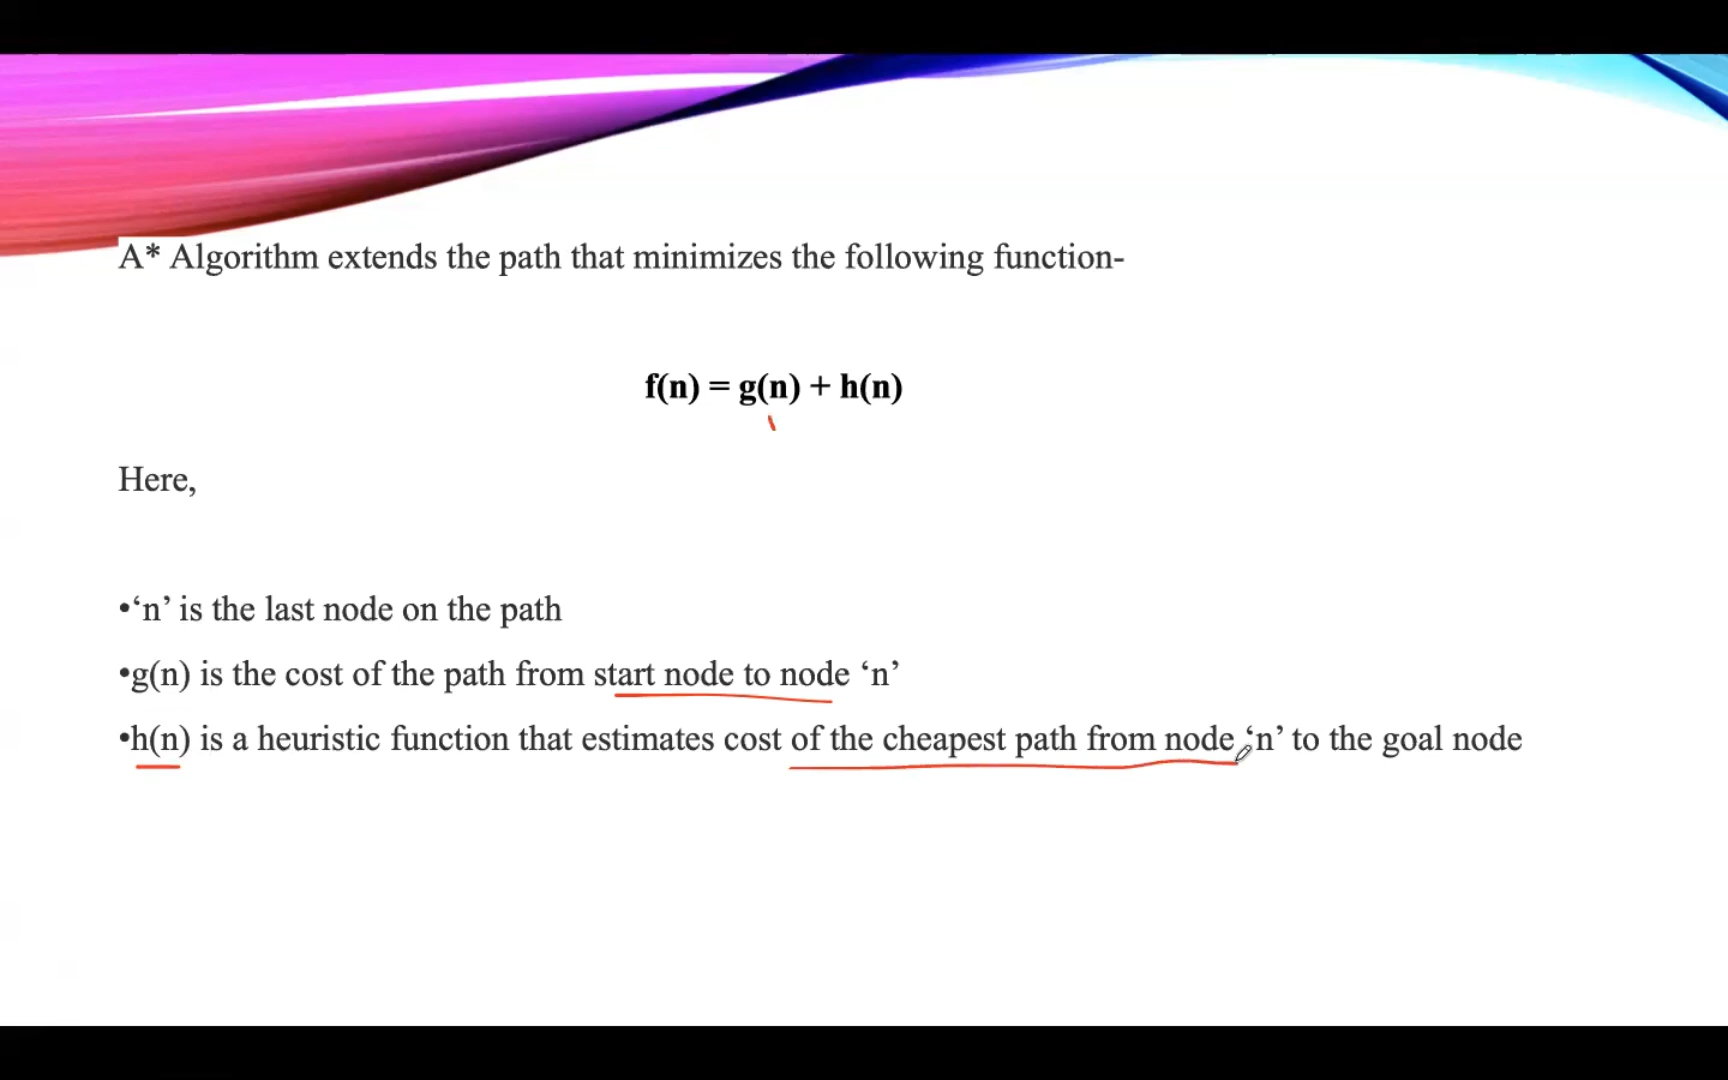 A* Algorithm extends the path that minimizes the following function-
f(n) = g(n) + h(n)
Here,
•‘n’ is the last node on the path
•g(n) is the cost of the path from start node to node ‘n’
•h(n) is a heuristic function that estimates cost of the cheapest path from node ‘n’ to the goal node